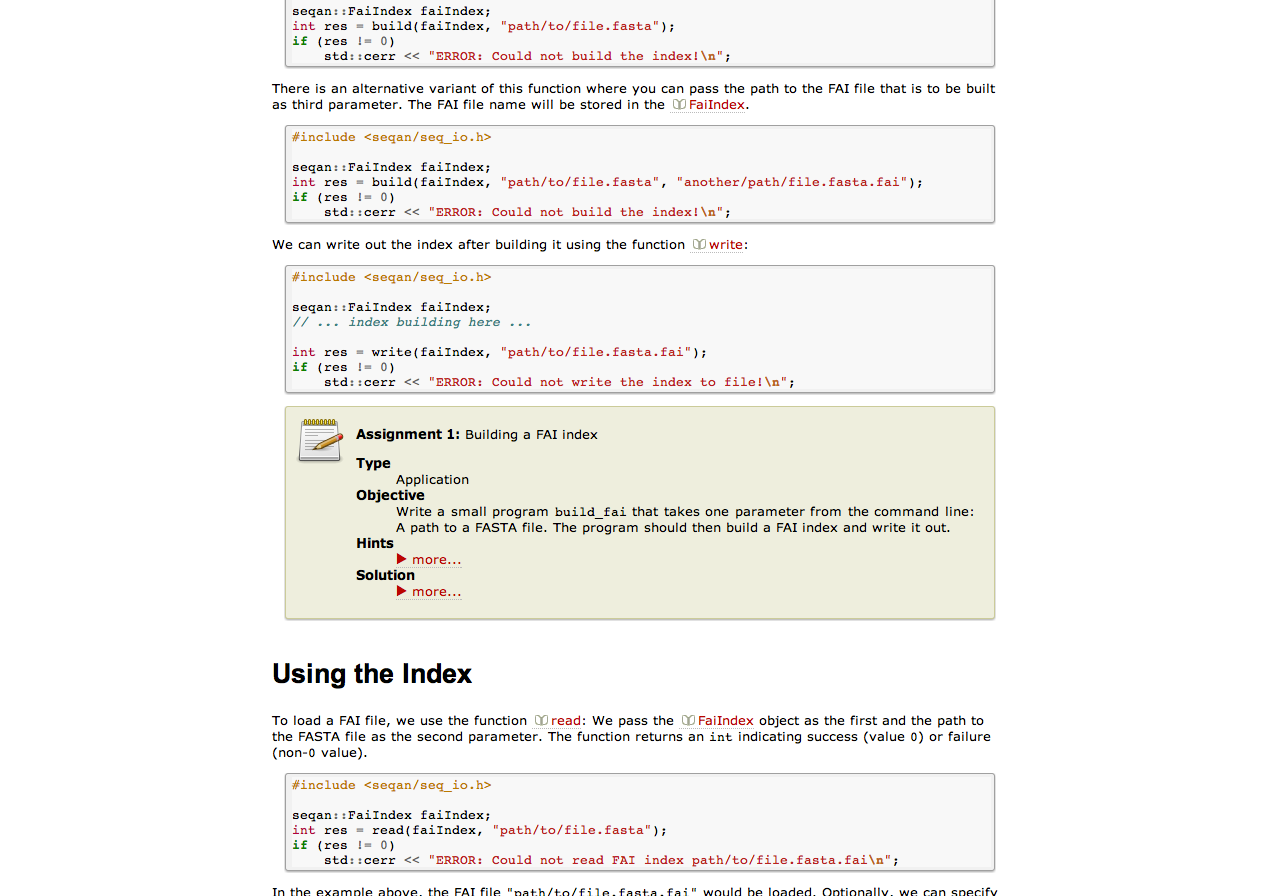 seqan::FaiIndex faiIndex;
int res = build(faiIndex, "path/to/file.fasta");
if (res != 0)
    std::cerr << "ERROR: Could not build the index!\n";
There is an alternative variant of this function where you can pass the path to the FAI file that is to be built
as third parameter. The FAI file name will be stored in the FaiIndex.
#include <seqan/seq_io.h>
seqan::FaiIndex faiIndex;
int res = build(faiIndex, "path/to/file.fasta", "another/path/file.fasta.fai");
if (res != 0)
    std::cerr << "ERROR: Could not build the index!\n";
We can write out the index after building it using the function write:
#include <seqan/seq_io.h>
seqan::FaiIndex faiIndex;
// ... index building here ...
int res = write(faiIndex, "path/to/file.fasta.fai");
if (res != 0)
    std::cerr << "ERROR: Could not write the index to file!\n";
Assignment 1: Building a FAI index
Type
Application
Objective
Write a small program build_fai that takes one parameter from the command line:
A path to a FASTA file. The program should then build a FAI index and write it out.
Hints
more...
Solution
more...
Using the Index
To load a FAI file, we use the function read: We pass the FaiIndex object as the first and the path to
the FASTA file as the second parameter. The function returns an int indicating success (value 0) or failure
(non-0 value).
#include <seqan/seq_io.h>
seqan::FaiIndex faiIndex;
int res = read(faiIndex, "path/to/file.fasta");
if (res != 0)
    std::cerr << "ERROR: Could not read FAI index path/to/file.fasta.fai\n";
In the example above, the FAI file "path/to/file.fasta.fai" would be loaded. Optionally, we can specify